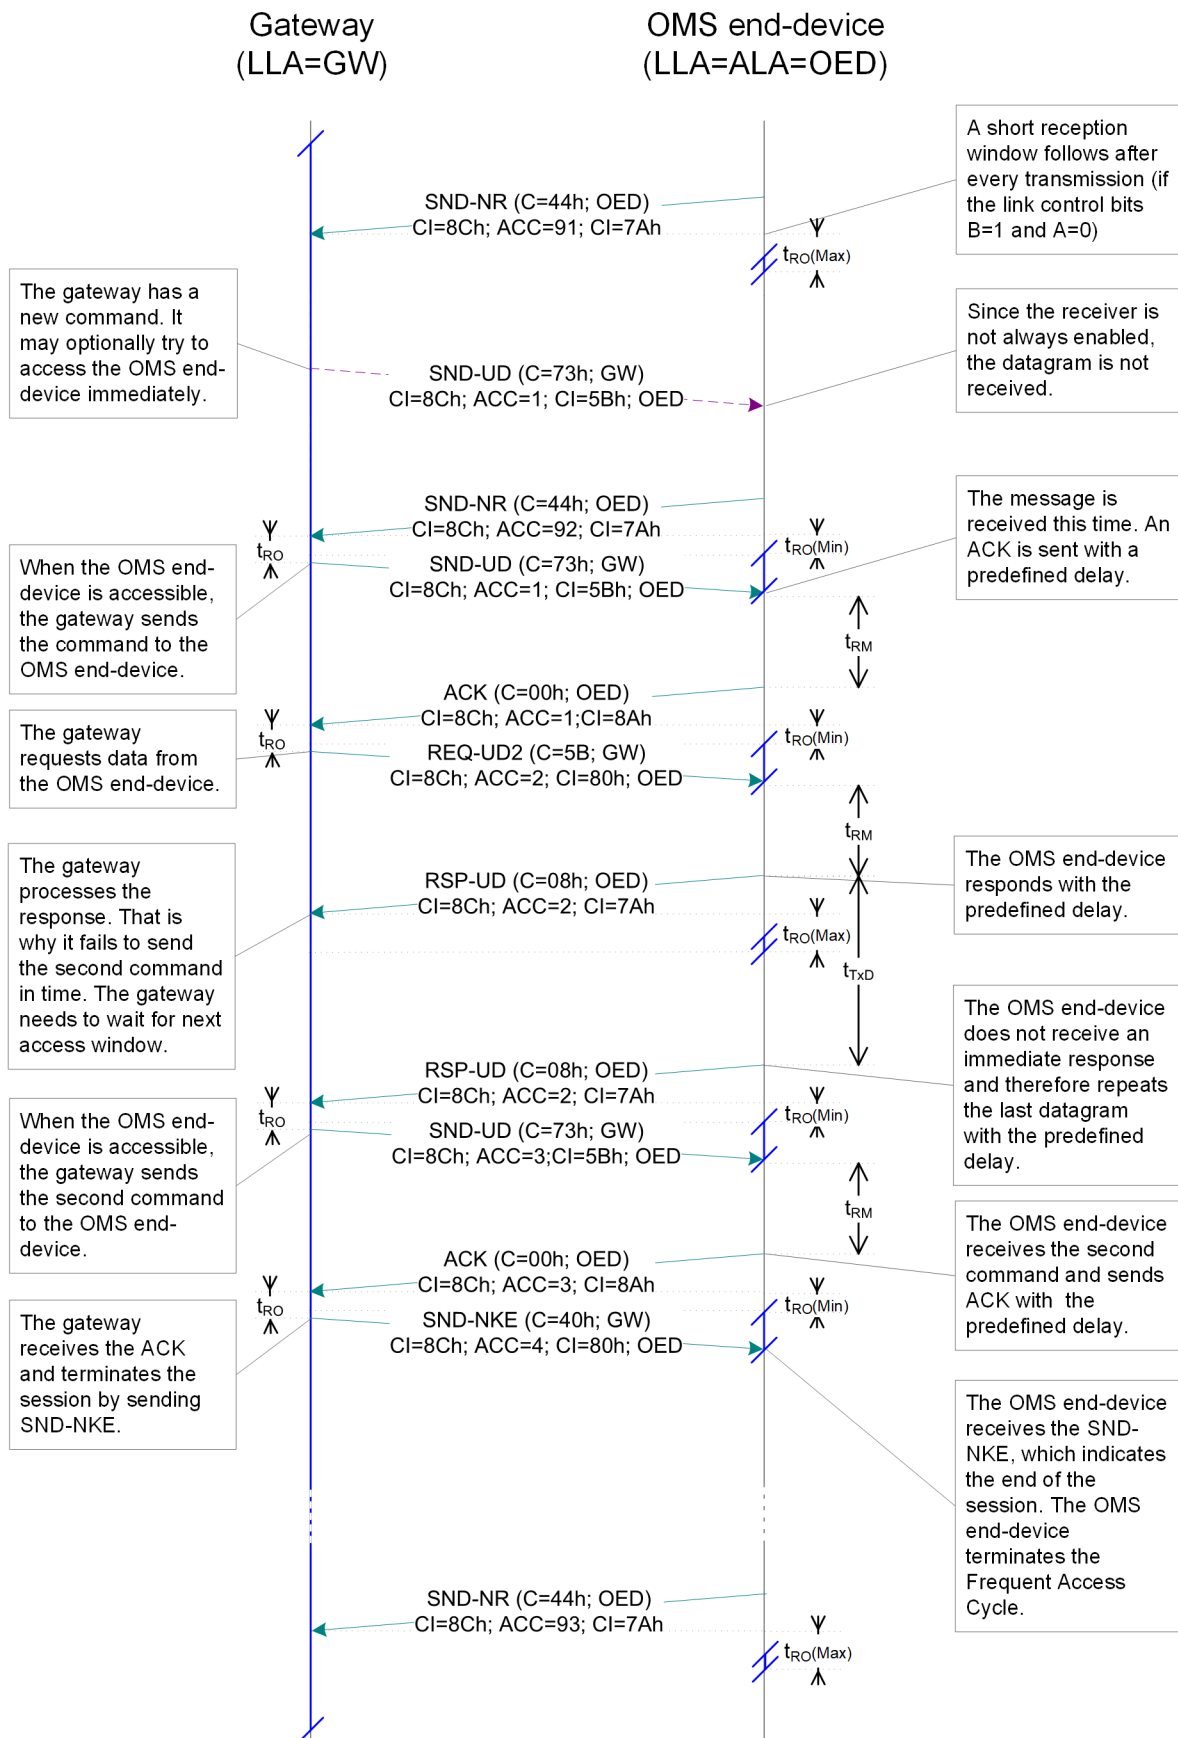 Gateway
(LLA=GW)
OMS end-device
(LLA=ALA=OED)
A short reception
window follows after
every transmission (if
the link control bits
B=1 and A=0)
SND-NR (C=44h; OED)
CI=8Ch; ACC=91; CI=7Ah
tRO(Max)
The gateway has a
new command. It
may optionally try to
access the OMS end-
device immediately.
Since the receiver is
not always enabled,
the datagram is not
received.
SND-UD (C=73h; GW)
CI=8Ch; ACC=1; CI=5Bh; OED
SND-NR (C=44h; OED)
CI=8Ch; ACC=92; CI=7Ah
The message is
received this time. An
ACK is sent with a
predefined delay.
tRO
tRO(Min)
When the OMS end-
device is accessible,
the gateway sends
the command to the
OMS end-device.
SND-UD (C=73h; GW)
CI=8Ch; ACC=1; CI=5Bh; OED
tRM
ACK (C=00h; OED)
CI=8Ch; ACC=1;CI=8Ah
The gateway
requests data from
the OMS end-device.
tRO
tRO(Min)
REQ-UD2 (C=5B; GW)
CI=8Ch; ACC=2; CI=80h; OED
tRM
The gateway
processes the
response. That is
why it fails to send
the second command
in time. The gateway
needs to wait for next
access window.
RSP-UD (C=08h; OED)
CI=8Ch; ACC=2; CI=7Ah
The OMS end-device
responds with the
predefined delay.
tRO(Max)
tTxD
The OMS end-device
does not receive an
immediate response
and therefore repeats
the last datagram
with the predefined
delay.
RSP-UD (C=08h; OED)
CI=8Ch; ACC=2; CI=7Ah
tRO
tRO(Min)
When the OMS end-
device is accessible,
the gateway sends
the second command
to the OMS end-
device.
SND-UD (C=73h; GW)
CI=8Ch; ACC=3;CI=5Bh; OED
tRM
The OMS end-device
receives the second
command and sends
ACK with the
predefined delay.
ACK (C=00h; OED)
CI=8Ch; ACC=3; CI=8Ah
tRO
tRO(Min)
The gateway
receives the ACK
and terminates the
session by sending
SND-NKE.
SND-NKE (C=40h; GW)
CI=8Ch; ACC=4; CI=80h; OED
The OMS end-device
receives the SND-
NKE, which indicates
the end of the
session. The OMS
end-device
terminates the
Frequent Access
Cycle.
SND-NR (C=44h; OED)
CI=8Ch; ACC=93; CI=7Ah
tRO(Max)